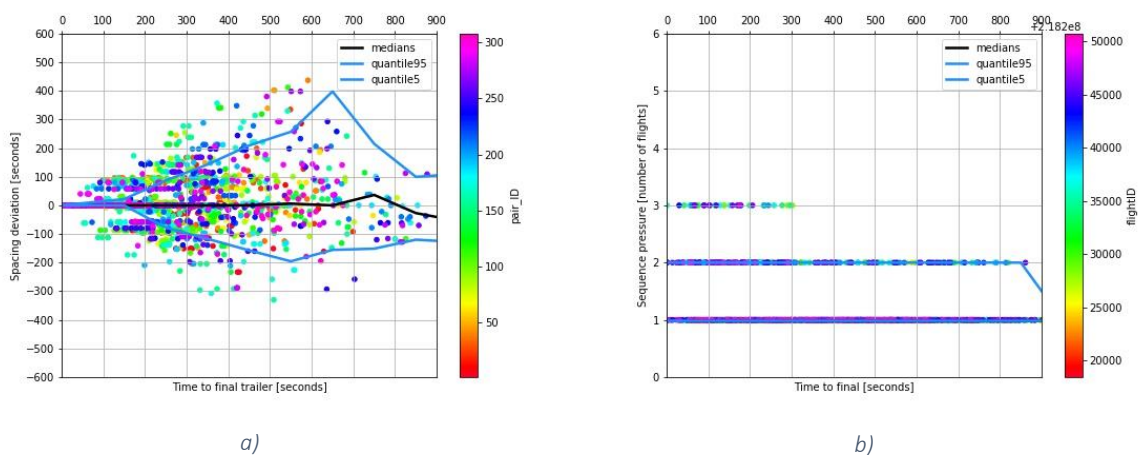 0 100 200 300 400 500 600 700 800 900
600
500
400
300
200
100
0
−100
−200
−300
−400
−500
−600
Spacing deviation [seconds]
medians
quantile95
quantile5
Time to final trailer [seconds]
300
250
200
150
100
50
pair_ID
a)
0 100 200 300 400 500 600 700 800 900
+2.182e8
6
5
4
3
2
1
0
Sequence pressure [number of flights]
medians
quantile95
quantile5
Time to final [seconds]
50000
45000
40000
35000
30000
25000
20000
flightID
b)